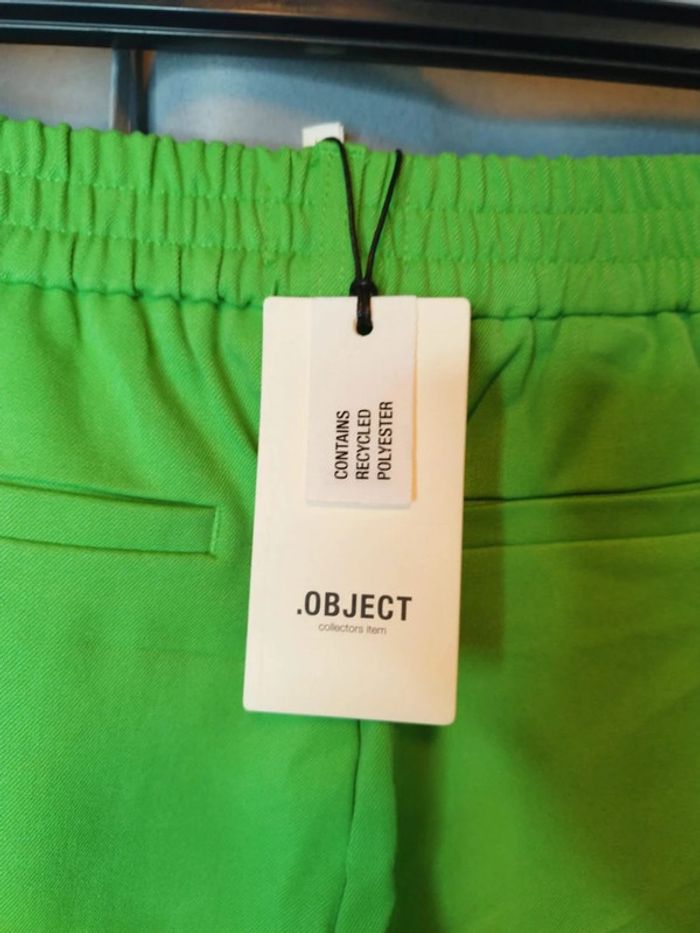 CONTAINS
RECYCLED
POLYESTER
.OBJECT
collectors item